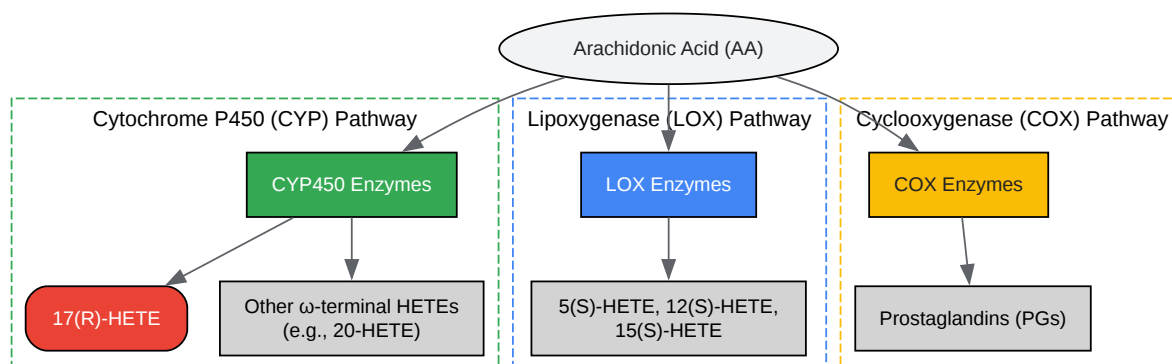 Arachidonic Acid (AA)
Cytochrome P450 (CYP) Pathway
Lipoxygenase (LOX) Pathway
Cyclooxygenase (COX) Pathway
CYP450 Enzymes
LOX Enzymes
COX Enzymes
17(R)-HETE
Other ω-terminal HETEs
(e.g., 20-HETE)
5(S)-HETE, 12(S)-HETE,
15(S)-HETE
Prostaglandins (PGs)